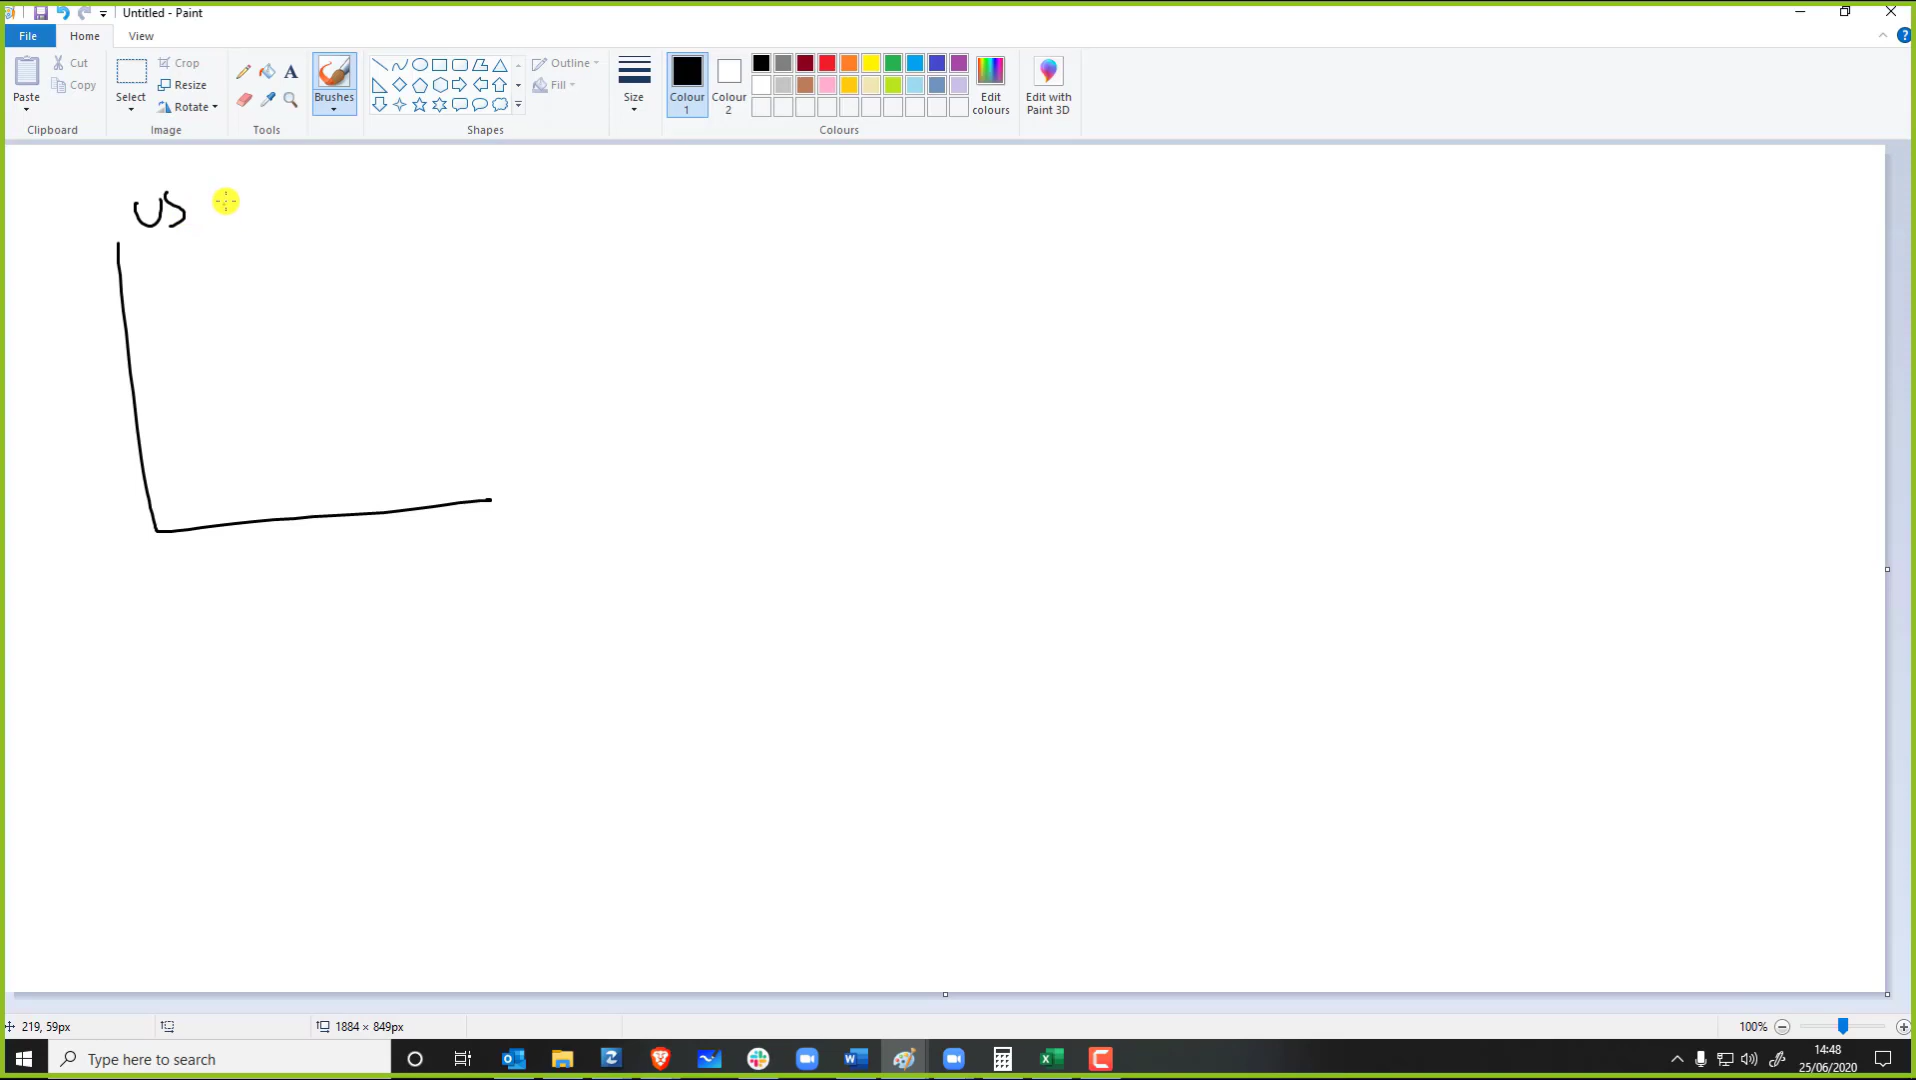 Untitled - Paint
File Home View
Paste
Cut
Copy
Clipboard
Select
Crop
Resize
Rotate
Image
A
Tools
Brushes
Outline
Fill
Shapes
Size
Colour 1
Colour 2
Edit colours
Edit with Paint 3D
Colours
US
219, 59px
1884 × 849px
100%
Type here to search
14:48
25/06/2020